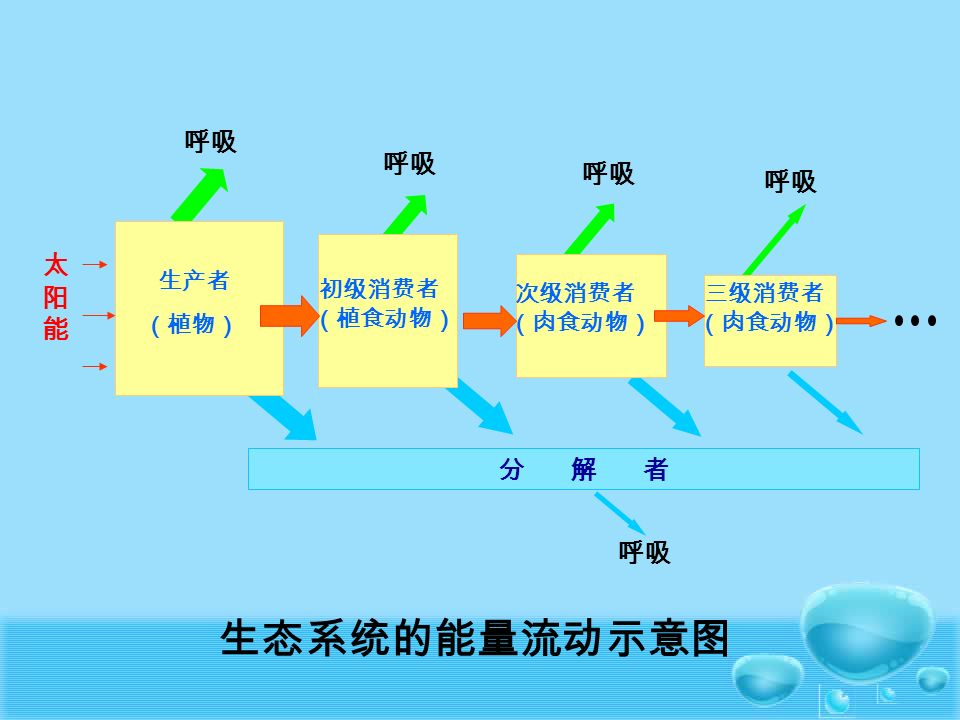 呼吸
呼吸
呼吸
呼吸
太
阳
能
生产者
（植物）
初级消费者
（植食动物）
次级消费者
（肉食动物）
三级消费者
（肉食动物）
•••
分 解 者
呼吸
生态系统的能量流动示意图